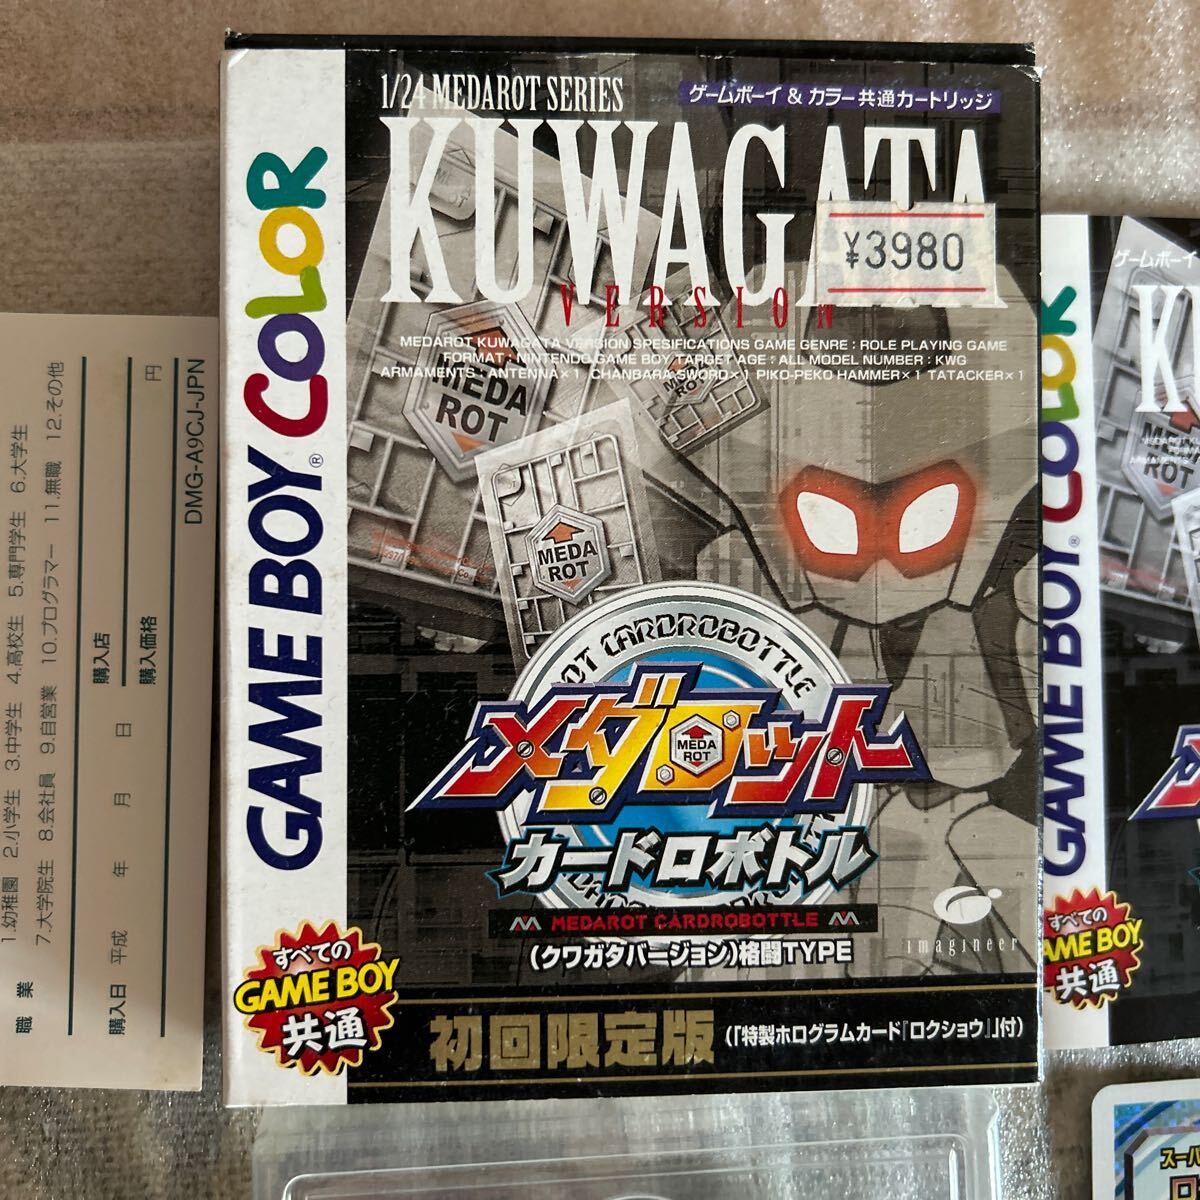 1/24 MEDAROT SERIES
ゲームボーイ & カラー共通カートリッジ
KUWAGATA
¥3980
VERSION
MEDAROT KUWAGATA VERSION SPESIFICATIONS GAME GENRE : ROLE PLAYING GAME
FORMAT : NINTENDO GAME BOY TARGET AGE : ALL MODEL NUMBER : KWG
ARMAMENTS : ANTENNA×1 CHANBARA SWORD×1 PIKO-PEKO HAMMER×1 TATACKER×1
GAME BOY COLOR®
MEDA
ROT
MEDA
ROT
CARDROBOTTLE
メダロット
MEDA
ROT
カードロボトル
MEDAROT CARDROBOTTLE
(クワガタバージョン)格闘TYPE
imagineer
すべての
GAME BOY
共通
初回限定版
(「特製ホログラムカード『ロクショウ』」付)
職業
1.幼稚園 2.小学生 3.中学生 4.高校生 5.専門学生 6.大学生
7.大学院生 8.会社員 9.自営業 10.プログラマー 11.無職 12.その他
購入日 平成 年 月 日
購入店
購入価格 円
DMG-A9CJ-JPN
ゲームボーイ
K
MEDA
ROT
GAME BOY COLOR
すべての
GAME BOY
共通
スーパ